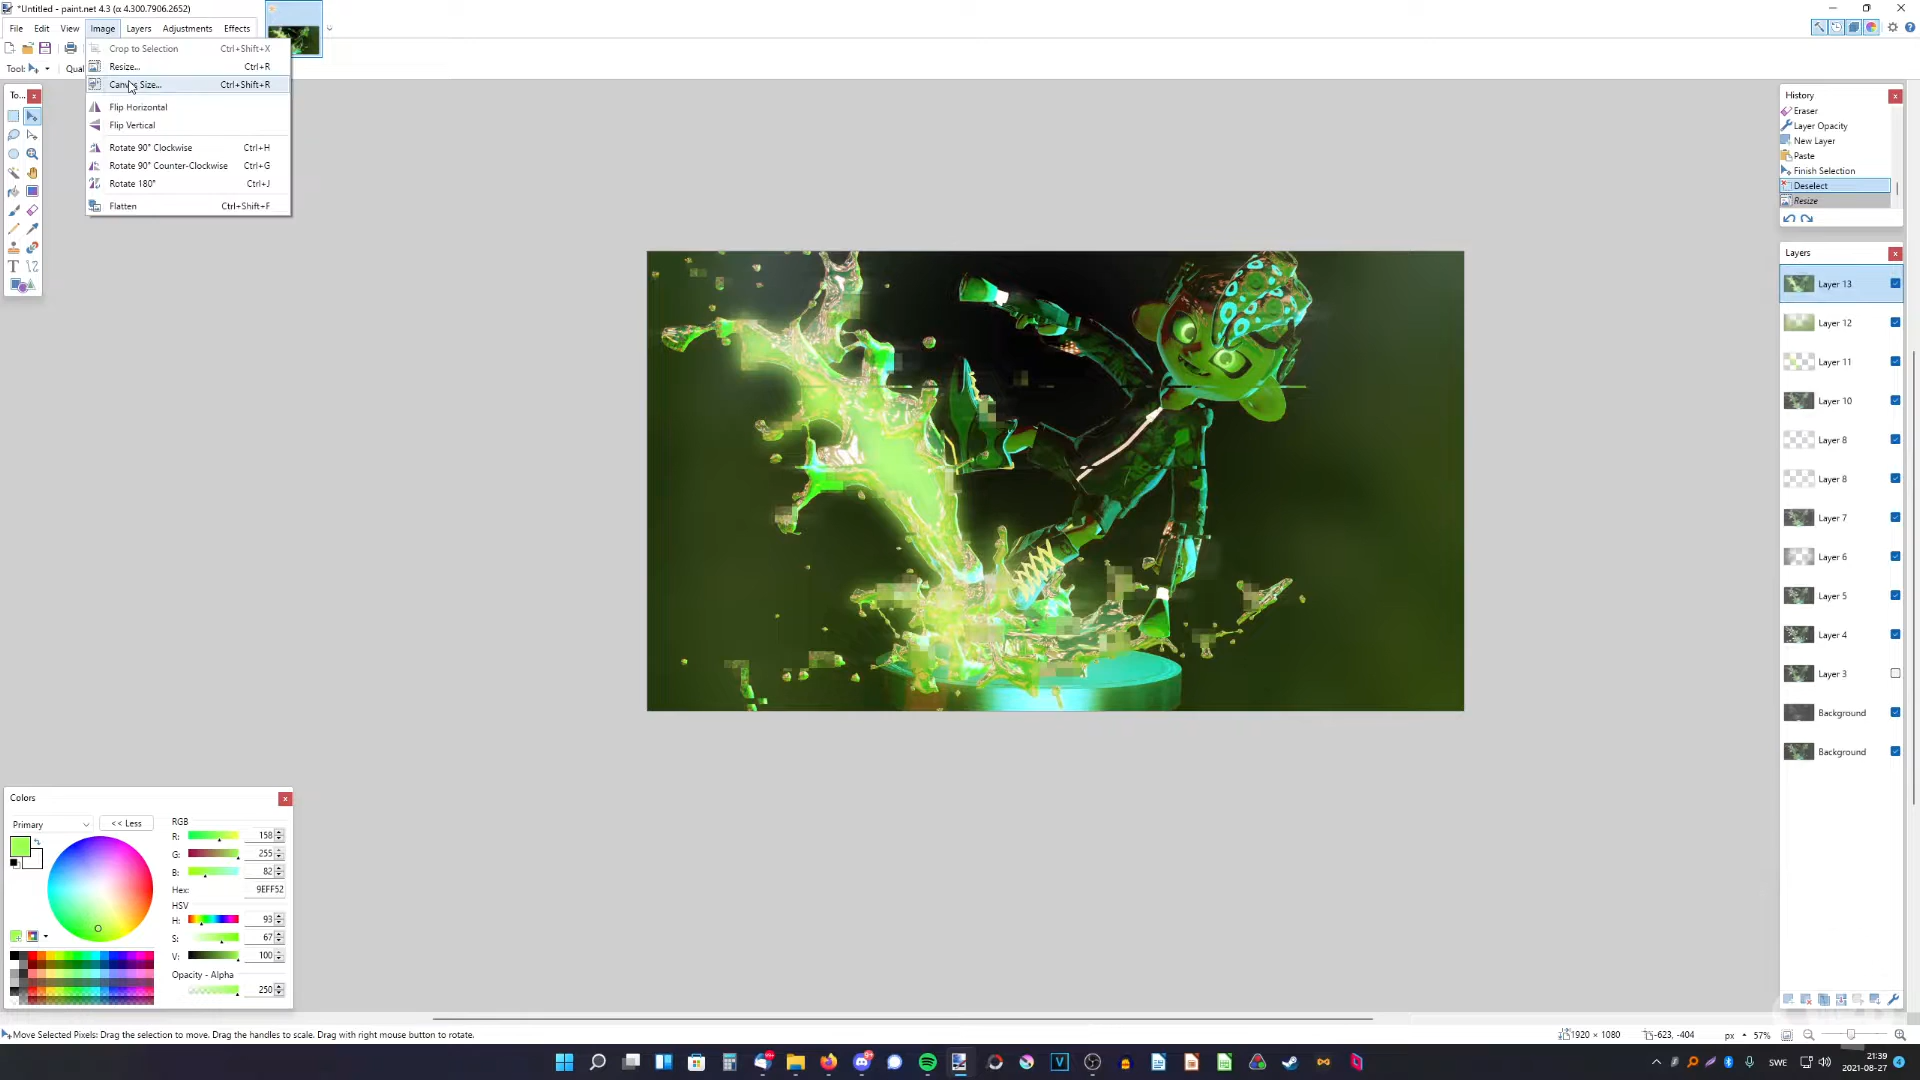 *Untitled - paint.net 4.3 (α 4.300.7906.2652)
File Edit View Image Layers Adjustments Effects
Tool: Qual
Crop to Selection Ctrl+Shift+X
Resize... Ctrl+R
Canvas Size... Ctrl+Shift+R
Flip Horizontal
Flip Vertical
Rotate 90° Clockwise Ctrl+H
Rotate 90° Counter-Clockwise Ctrl+G
Rotate 180° Ctrl+J
Flatten Ctrl+Shift+F
To...
History
Eraser
Layer Opacity
New Layer
Paste
Finish Selection
Deselect
Resize
Layers
Layer 13
Layer 12
Layer 11
Layer 10
Layer 8
Layer 8
Layer 7
Layer 6
Layer 5
Layer 4
Layer 3
Background
Background
Colors
Primary
<< Less
RGB
R: 158
G: 255
B: 82
Hex: 9EFF52
HSV
H: 93
S: 67
V: 100
Opacity - Alpha
250
Move Selected Pixels: Drag the selection to move. Drag the handles to scale. Drag with right mouse button to rotate.
1920 × 1080
-623, -404
px
57%
SWE
21:39
2021-08-27
4